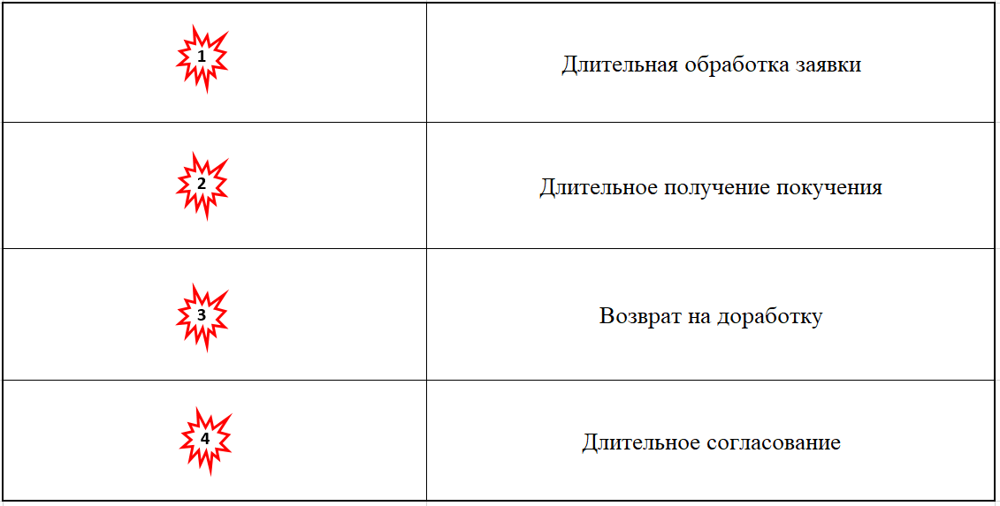 1
Длительная обработка заявки
2
Длительное получение покучения
3
Возврат на доработку
4
Длительное согласование